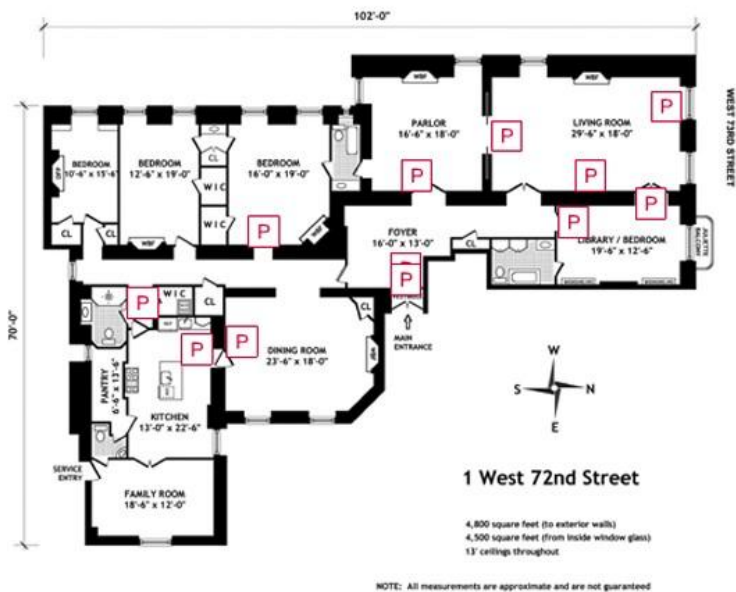 102'-0"
WBF
WBF
PARLOR
16'-6" x 18'-0"
LIVING ROOM
29'-6" x 18'-0"
P
P
P
P
WEST 73RD STREET
BEDROOM
10'-6" x 15'-6"
BEDROOM
12'-6" x 19'-0"
CL
BEDROOM
16'-0" x 19'-0"
WIC
WIC
CL
CL
WBF
WBF
P
P
P
FOYER
16'-0" x 13'-0"
CL
LIBRARY / BEDROOM
19'-6" x 12'-6"
JULIETTE
BALCONY
P
70'-0"
P
WIC
CL
CL
MAIN
ENTRANCE
P
P
DINING ROOM
23'-6" x 18'-0"
WBF
REF
PANTRY
6'-6" x 13'-6"
KITCHEN
13'-0" x 22'-6"
W
S
N
E
SERVICE
ENTRY
FAMILY ROOM
18'-6" x 12'-0"
1 West 72nd Street
4,800 square feet (to exterior walls)
4,500 square feet (from inside window glass)
13' ceilings throughout
NOTE: All measurements are approximate and are not guaranteed